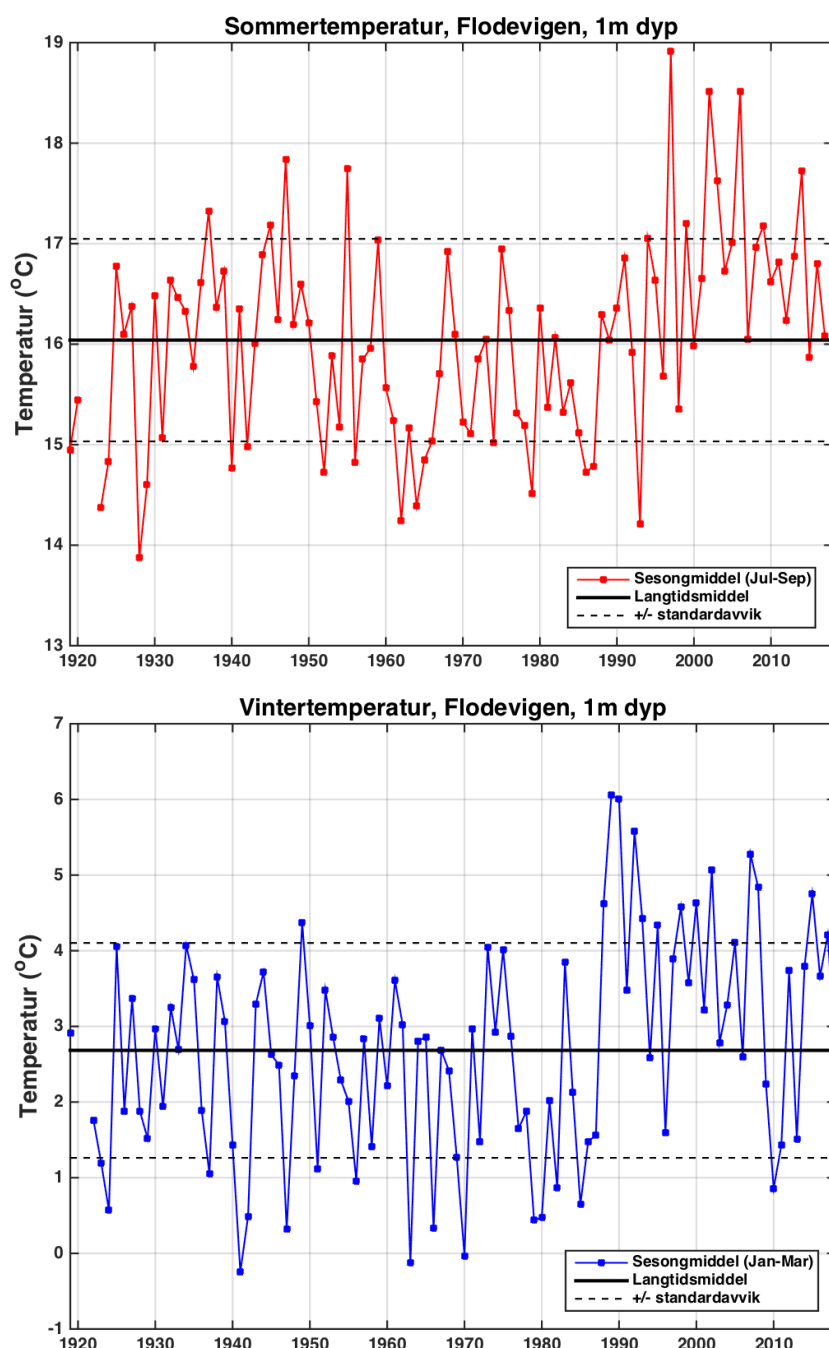 Sommertemperatur, Flodevigen, 1m dyp
19
18
17
16
15
14
13
Temperatur (°C)
Sesongmiddel (Jul-Sep)
Langtidsmiddel
+/- standardavvik
1920 1930 1940 1950 1960 1970 1980 1990 2000 2010
Vintertemperatur, Flodevigen, 1m dyp
7
6
5
4
3
2
1
0
-1
Temperatur (°C)
Sesongmiddel (Jan-Mar)
Langtidsmiddel
+/- standardavvik
1920 1930 1940 1950 1960 1970 1980 1990 2000 2010